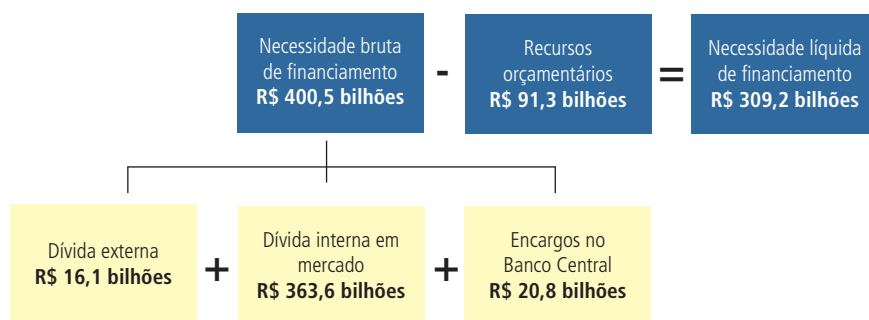 Necessidade bruta
de financiamento
R$ 400,5 bilhões
-
Recursos
orçamentários
R$ 91,3 bilhões
=
Necessidade líquida
de financiamento
R$ 309,2 bilhões
Dívida externa
R$ 16,1 bilhões
+
Dívida interna em
mercado
R$ 363,6 bilhões
+
Encargos no
Banco Central
R$ 20,8 bilhões